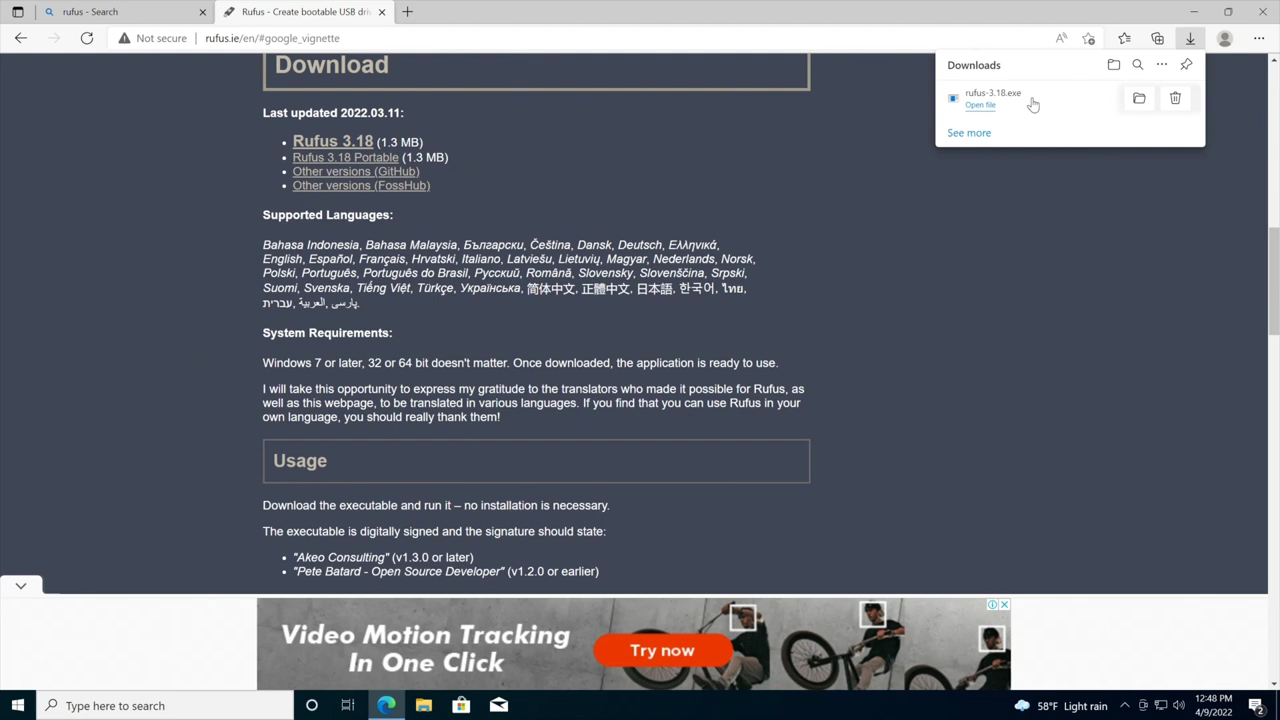 rufus - Search
Rufus - Create bootable USB driv
Not secure
rufus.ie/en/#google_vignette
Downloads
rufus-3.18.exe
Open file
See more
Download
Last updated 2022.03.11:
Rufus 3.18 (1.3 MB)
Rufus 3.18 Portable (1.3 MB)
Other versions (GitHub)
Other versions (FossHub)
Supported Languages:
Bahasa Indonesia, Bahasa Malaysia, Български, Čeština, Dansk, Deutsch, Ελληνικά,
English, Español, Français, Hrvatski, Italiano, Latviešu, Lietuvių, Magyar, Nederlands, Norsk,
Polski, Português, Português do Brasil, Русский, Română, Slovensky, Slovenščina, Srpski,
Suomi, Svenska, Tiếng Việt, Türkçe, Українська, 简体中文, 正體中文, 日本語, 한국어, ไทย,
עברית, العربية, پارسی.
System Requirements:
Windows 7 or later, 32 or 64 bit doesn't matter. Once downloaded, the application is ready to use.
I will take this opportunity to express my gratitude to the translators who made it possible for Rufus, as
well as this webpage, to be translated in various languages. If you find that you can use Rufus in your
own language, you should really thank them!
Usage
Download the executable and run it – no installation is necessary.
The executable is digitally signed and the signature should state:
"Akeo Consulting" (v1.3.0 or later)
"Pete Batard - Open Source Developer" (v1.2.0 or earlier)
Video Motion Tracking
In One Click
Try now
Type here to search
58°F Light rain
12:48 PM
4/9/2022
2